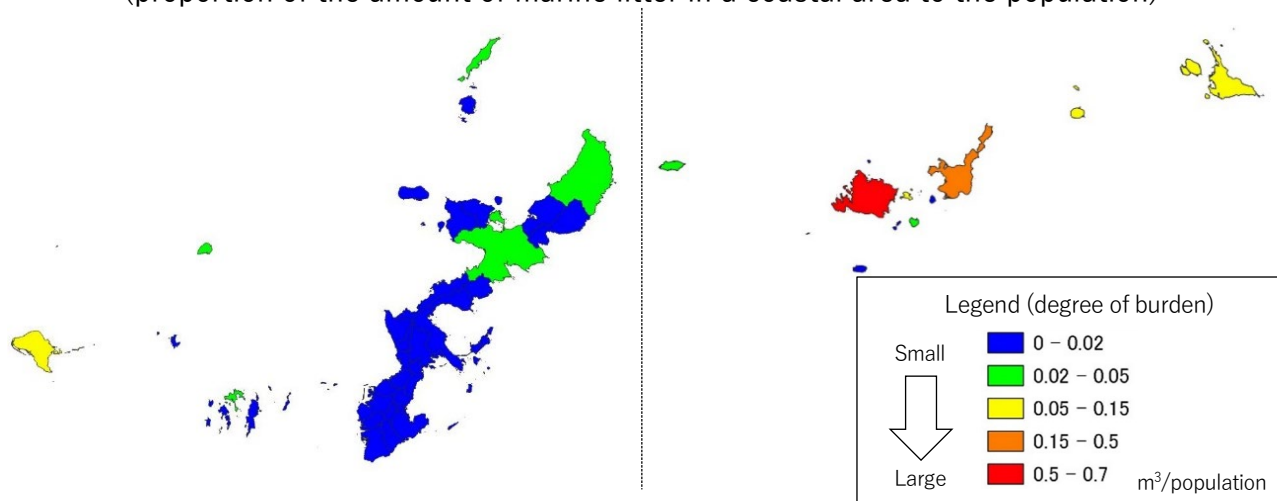 (proportion of the amount of marine litter in a coastal area to the population)
Legend (degree of burden)
Small
Large
0 – 0.02
0.02 – 0.05
0.05 – 0.15
0.15 – 0.5
0.5 – 0.7
m³/population